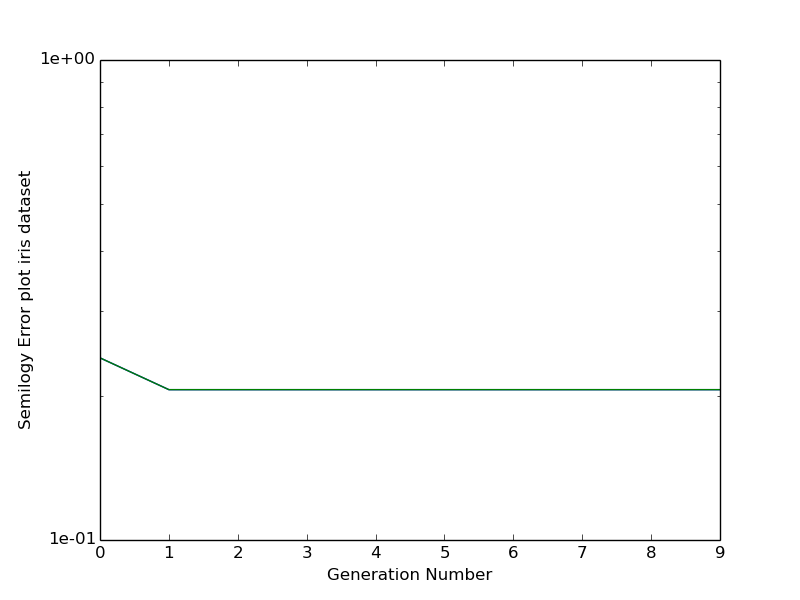 1e+00
Semilogy Error plot iris dataset
1e-01
0 1 2 3 4 5 6 7 8 9
Generation Number